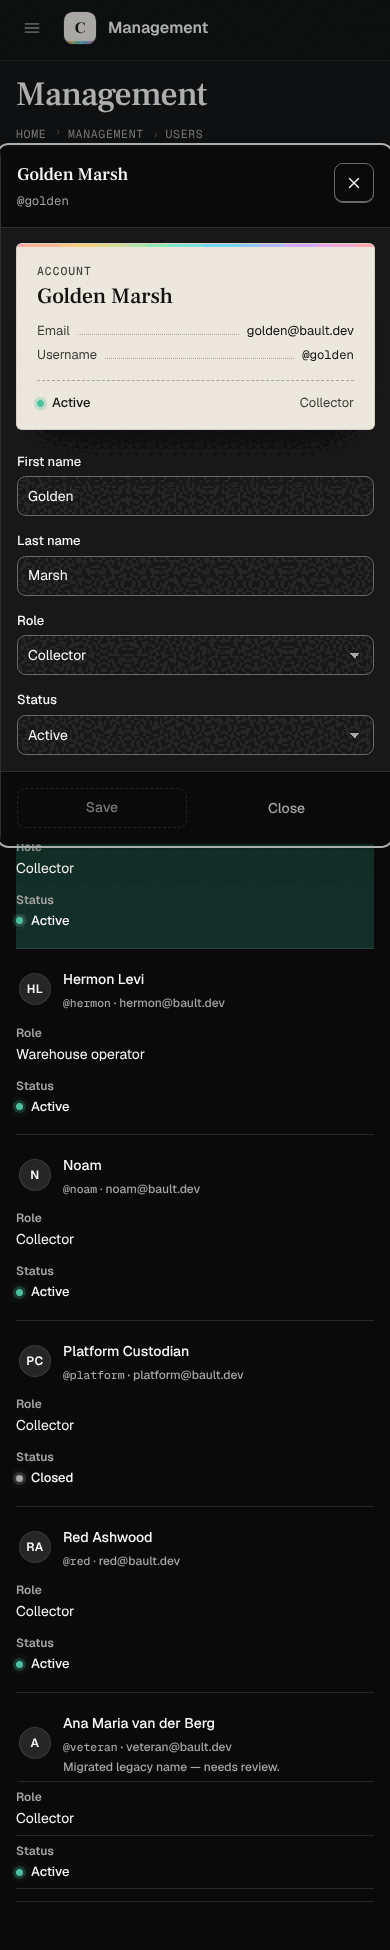 C Management
Management
HOME › MANAGEMENT › USERS
Golden Marsh
@golden
ACCOUNT
Golden Marsh
Email golden@bault.dev
Username @golden
Active Collector
First name
Golden
Last name
Marsh
Role
Collector
Status
Active
Save Close
Role
Collector
Status
Active
HL Hermon Levi
@hermon · hermon@bault.dev
Role
Warehouse operator
Status
Active
N Noam
@noam · noam@bault.dev
Role
Collector
Status
Active
PC Platform Custodian
@platform · platform@bault.dev
Role
Collector
Status
Closed
RA Red Ashwood
@red · red@bault.dev
Role
Collector
Status
Active
A Ana Maria van der Berg
@veteran · veteran@bault.dev
Migrated legacy name — needs review.
Role
Collector
Status
Active